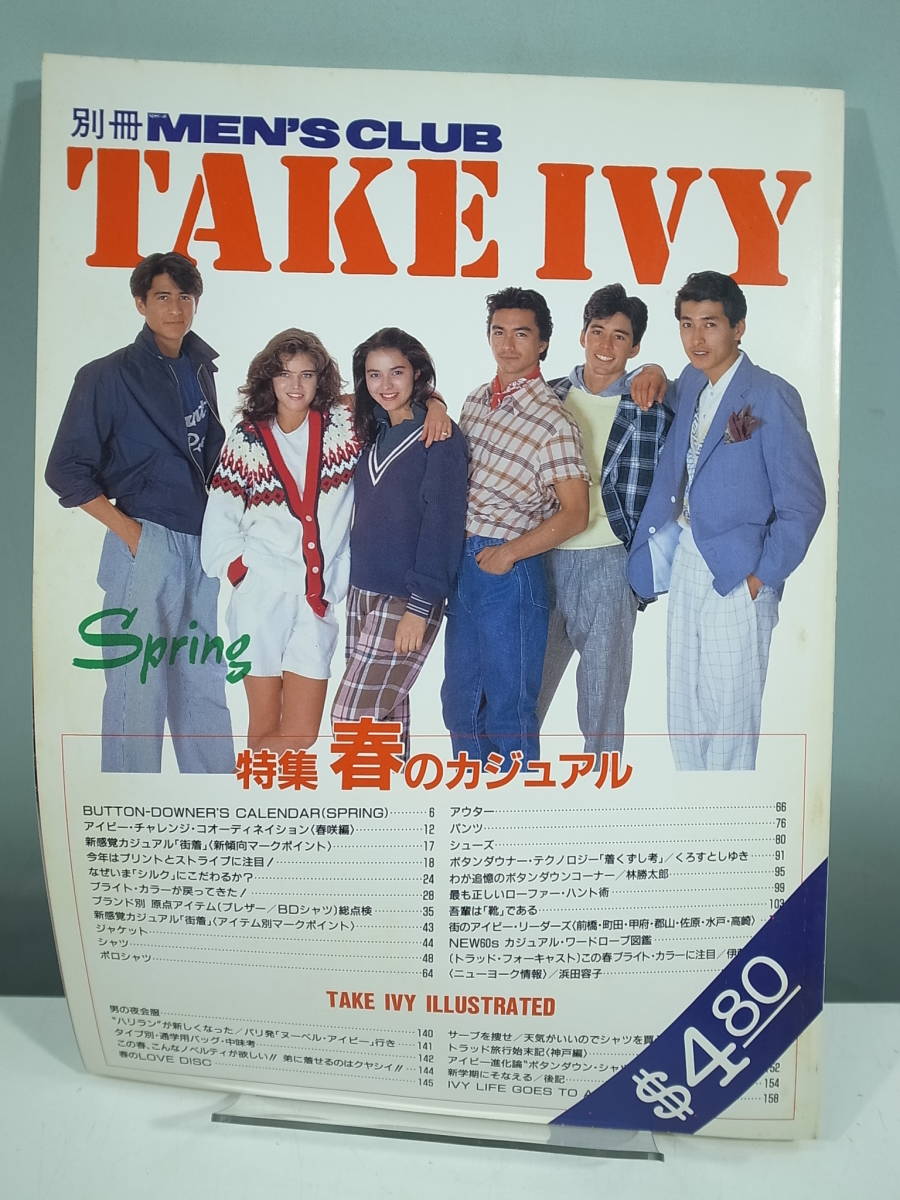 別冊 MEN'S CLUB
TAKE IVY
Spring
特集 春のカジュアル
BUTTON-DOWNER'S CALENDAR(SPRING)………6
アイビー・チャレンジ・コオーディネイション〈春咲編〉………12
新感覚カジュアル「街着」〈新傾向マークポイント〉………17
今年はプリントとストライプに注目!………18
なぜいま「シルク」にこだわるか?………24
ブライト・カラーが戻ってきた!………28
ブランド別 原点アイテム(ブレザー/BDシャツ)総点検………35
新感覚カジュアル「街着」〈アイテム別マークポイント〉………43
ジャケット………44
シャツ………48
ポロシャツ………64
アウター………66
パンツ………76
シューズ………80
ボタンダウナー・テクノロジー「着くずし考」/くろすとしゆき………91
わが追憶のボタンダウンコーナー/林勝太郎………95
最も正しいローファー・ハント術………99
吾輩は「靴」である………103
街のアイビー・リーダーズ〈前橋・町田・甲府・郡山・佐原・水戸・高崎〉
NEW60s カジュアル・ワードローブ図鑑………
〈トラッド・フォーキャスト〉この春ブライト・カラーに注目/伊
〈ニューヨーク情報〉/浜田容子………
TAKE IVY ILLUSTRATED
男の夜会服………140
"ハリラン"が新しくなった/パリ発「ヌーベル・アイビー」行き………141
タイプ別・通学用バッグ・中味考………142
この春、こんなノベルティが欲しい!! 弟に着せるのはクヤシイ!!………144
春のLOVE DISC………145
サーブを捜せ/天気がいいのでシャツを買
トラッド旅行始末記〈神戸編〉
アイビー進化論"ボタンダウン・シャツ 152
新学期にそなえる/後記………154
IVY LIFE GOES TO A 158
$4.80